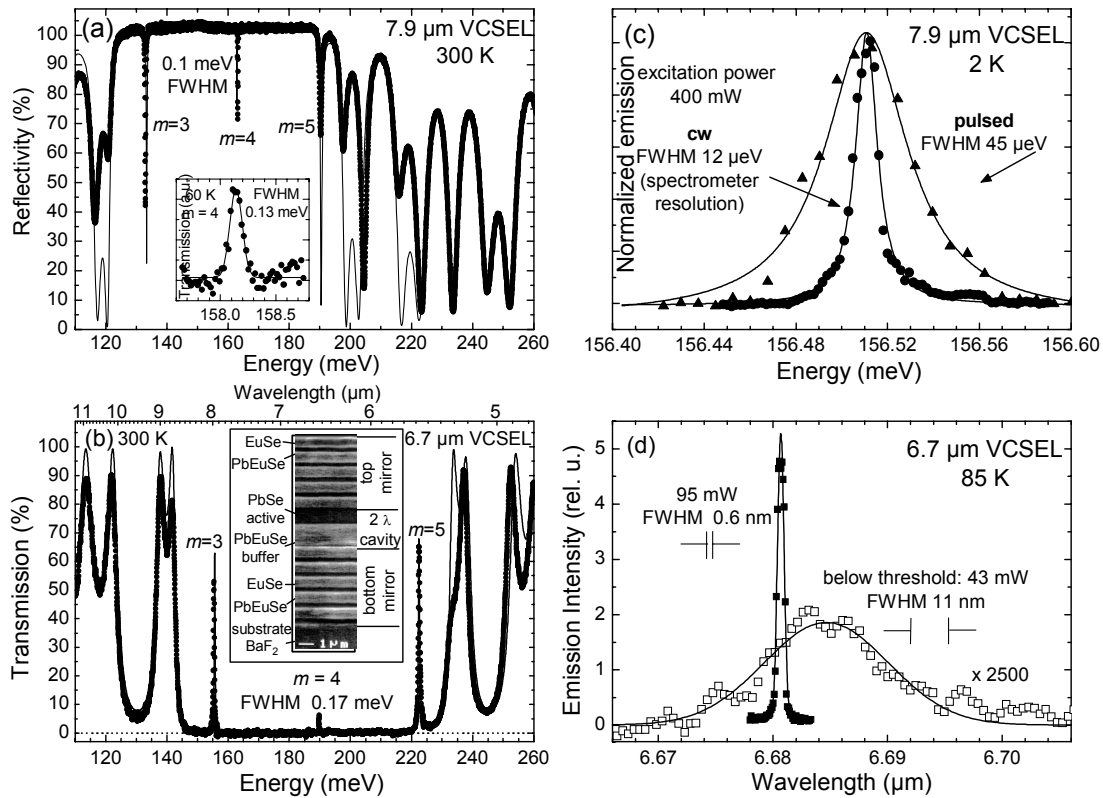 (a)
7.9 µm VCSEL
300 K
0.1 meV
FWHM
m=3
m=4
m=5
60 K
m = 4
FWHM
0.13 meV
Transmission (a.u.)
158.0 158.5
Reflectivity (%)
100
90
80
70
60
50
40
30
20
10
0
120 140 160 180 200 220 240 260
Energy (meV)
(c)
7.9 µm VCSEL
2 K
excitation power
400 mW
cw
FWHM 12 µeV
(spectrometer
resolution)
pulsed
FWHM 45 µeV
Normalized emission
156.40 156.44 156.48 156.52 156.56 156.60
Energy (meV)
Wavelength (µm)
11 10 9 8 7 6 5
(b)
300 K
6.7 µm VCSEL
EuSe
PbEuSe
PbSe
active
PbEuSe
buffer
EuSe
PbEuSe
substrate
BaF2
top
mirror
2 λ
cavity
bottom
mirror
1 µm
m=3
m=5
m = 4
FWHM 0.17 meV
Transmission (%)
100
90
80
70
60
50
40
30
20
10
0
120 140 160 180 200 220 240 260
Energy (meV)
(d)
6.7 µm VCSEL
85 K
95 mW
FWHM 0.6 nm
below threshold: 43 mW
FWHM 11 nm
x 2500
Emission Intensity (rel. u.)
5
4
3
2
1
0
6.67 6.68 6.69 6.70
Wavelength (µm)